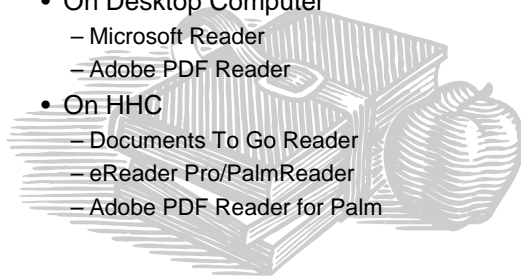 • On Desktop Computer
– Microsoft Reader
– Adobe PDF Reader
• On HHC
– Documents To Go Reader
– eReader Pro/PalmReader
– Adobe PDF Reader for Palm